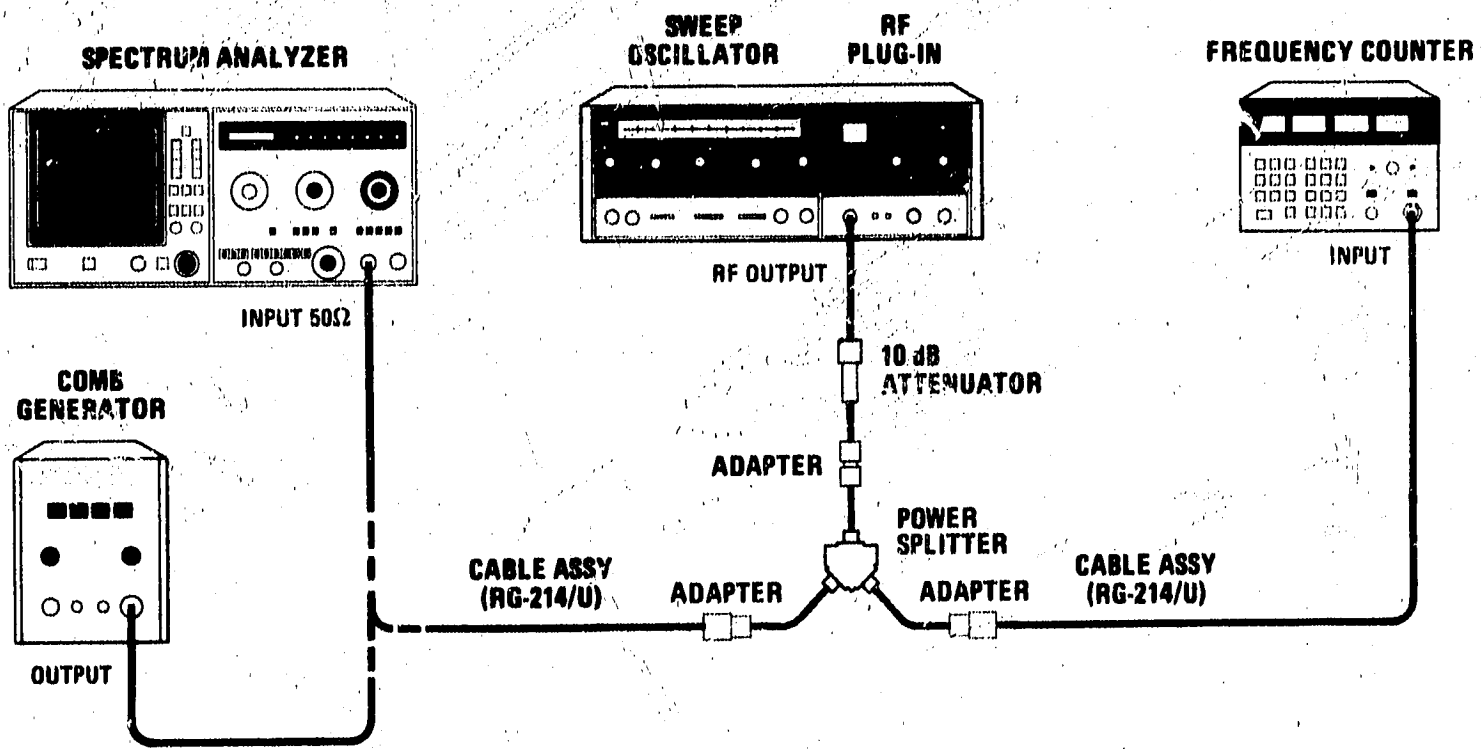 SPECTRUM ANALYZER
SWEEP
OSCILLATOR
RF
PLUG-IN
FREQUENCY COUNTER
INPUT 50Ω
RF OUTPUT
INPUT
10 dB
ATTENUATOR
COMB
GENERATOR
ADAPTER
POWER
SPLITTER
CABLE ASSY
(RG-214/U)
ADAPTER
ADAPTER
CABLE ASSY
(RG-214/U)
OUTPUT